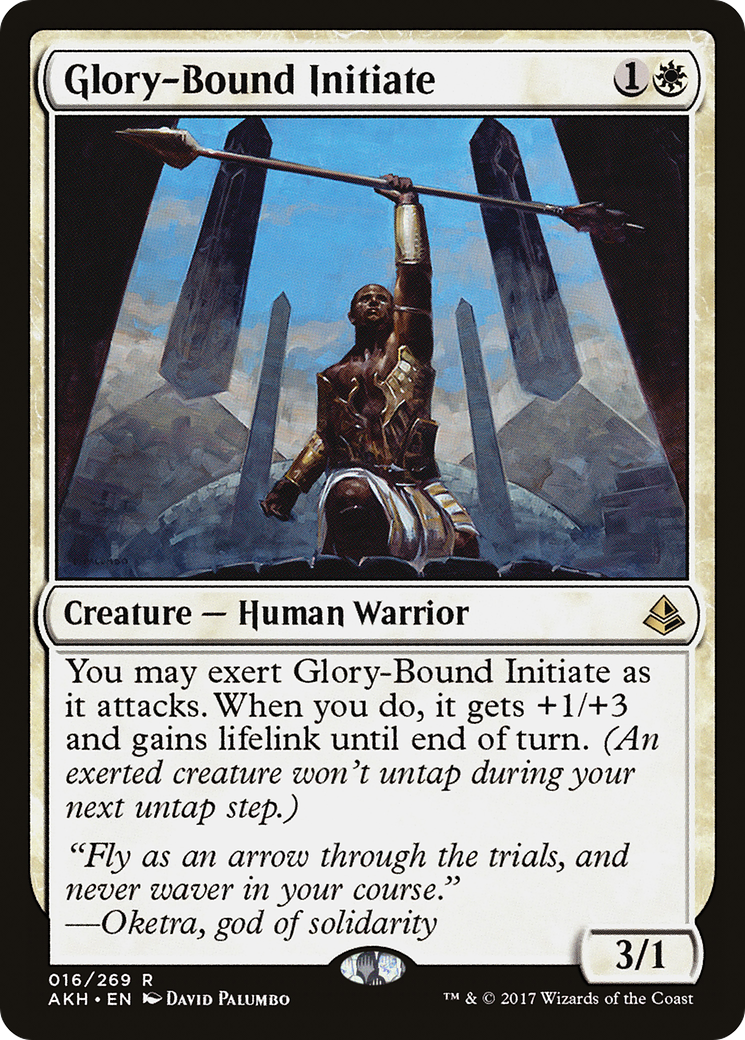 Glory-Bound Initiate 1
Creature — Human Warrior
You may exert Glory-Bound Initiate as
it attacks. When you do, it gets +1/+3
and gains lifelink until end of turn. (An
exerted creature won't untap during your
next untap step.)
“Fly as an arrow through the trials, and
never waver in your course.”
—Oketra, god of solidarity
3/1
016/269 R
AKH • EN DAVID PALUMBO
™ & © 2017 Wizards of the Coast